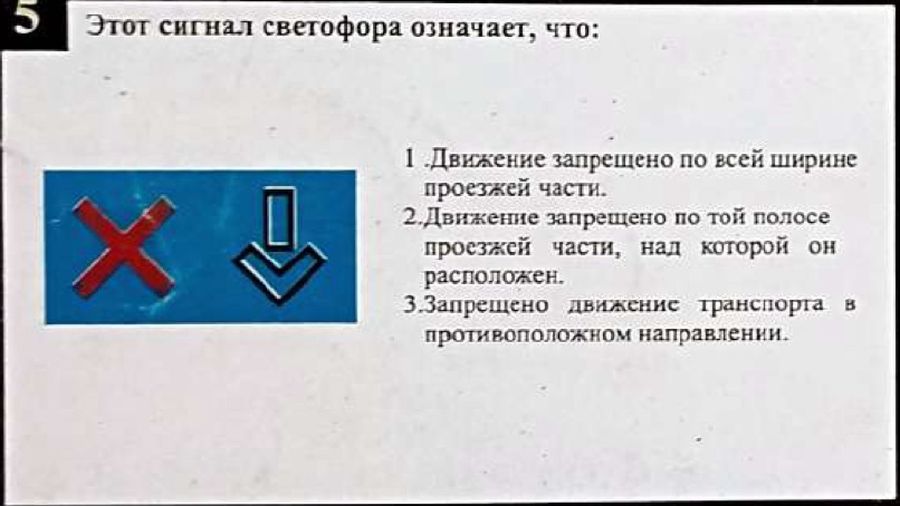 5
Этот сигнал светофора означает, что:
1 .Движение запрещено по всей ширине
проезжей части.
2.Движение запрещено по той полосе
проезжей части, над которой он
расположен.
3.Запрещено движение транспорта в
противоположном направлении.